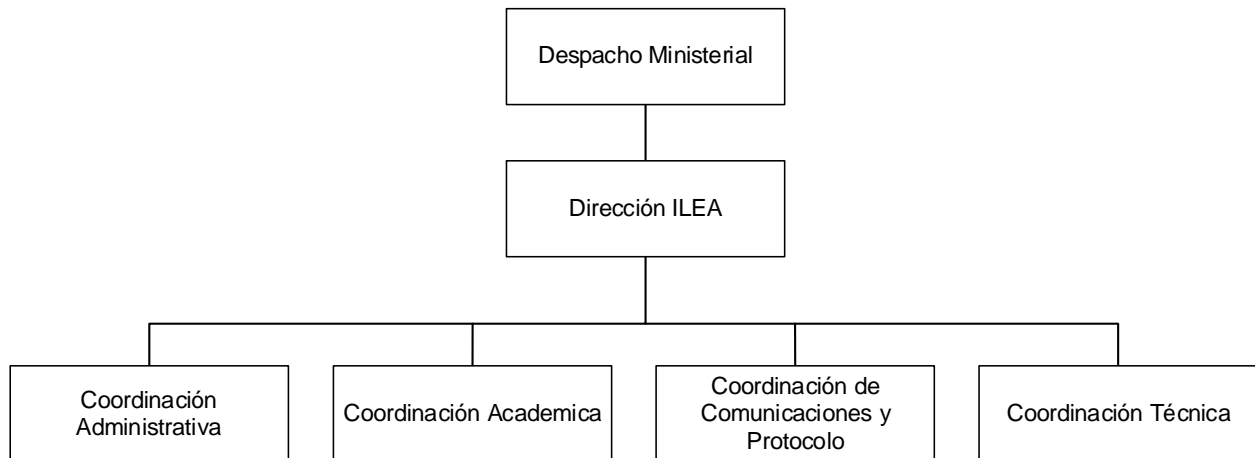 Despacho Ministerial
Dirección ILEA
Coordinación
Administrativa
Coordinación Academica
Coordinación de
Comunicaciones y
Protocolo
Coordinación Técnica